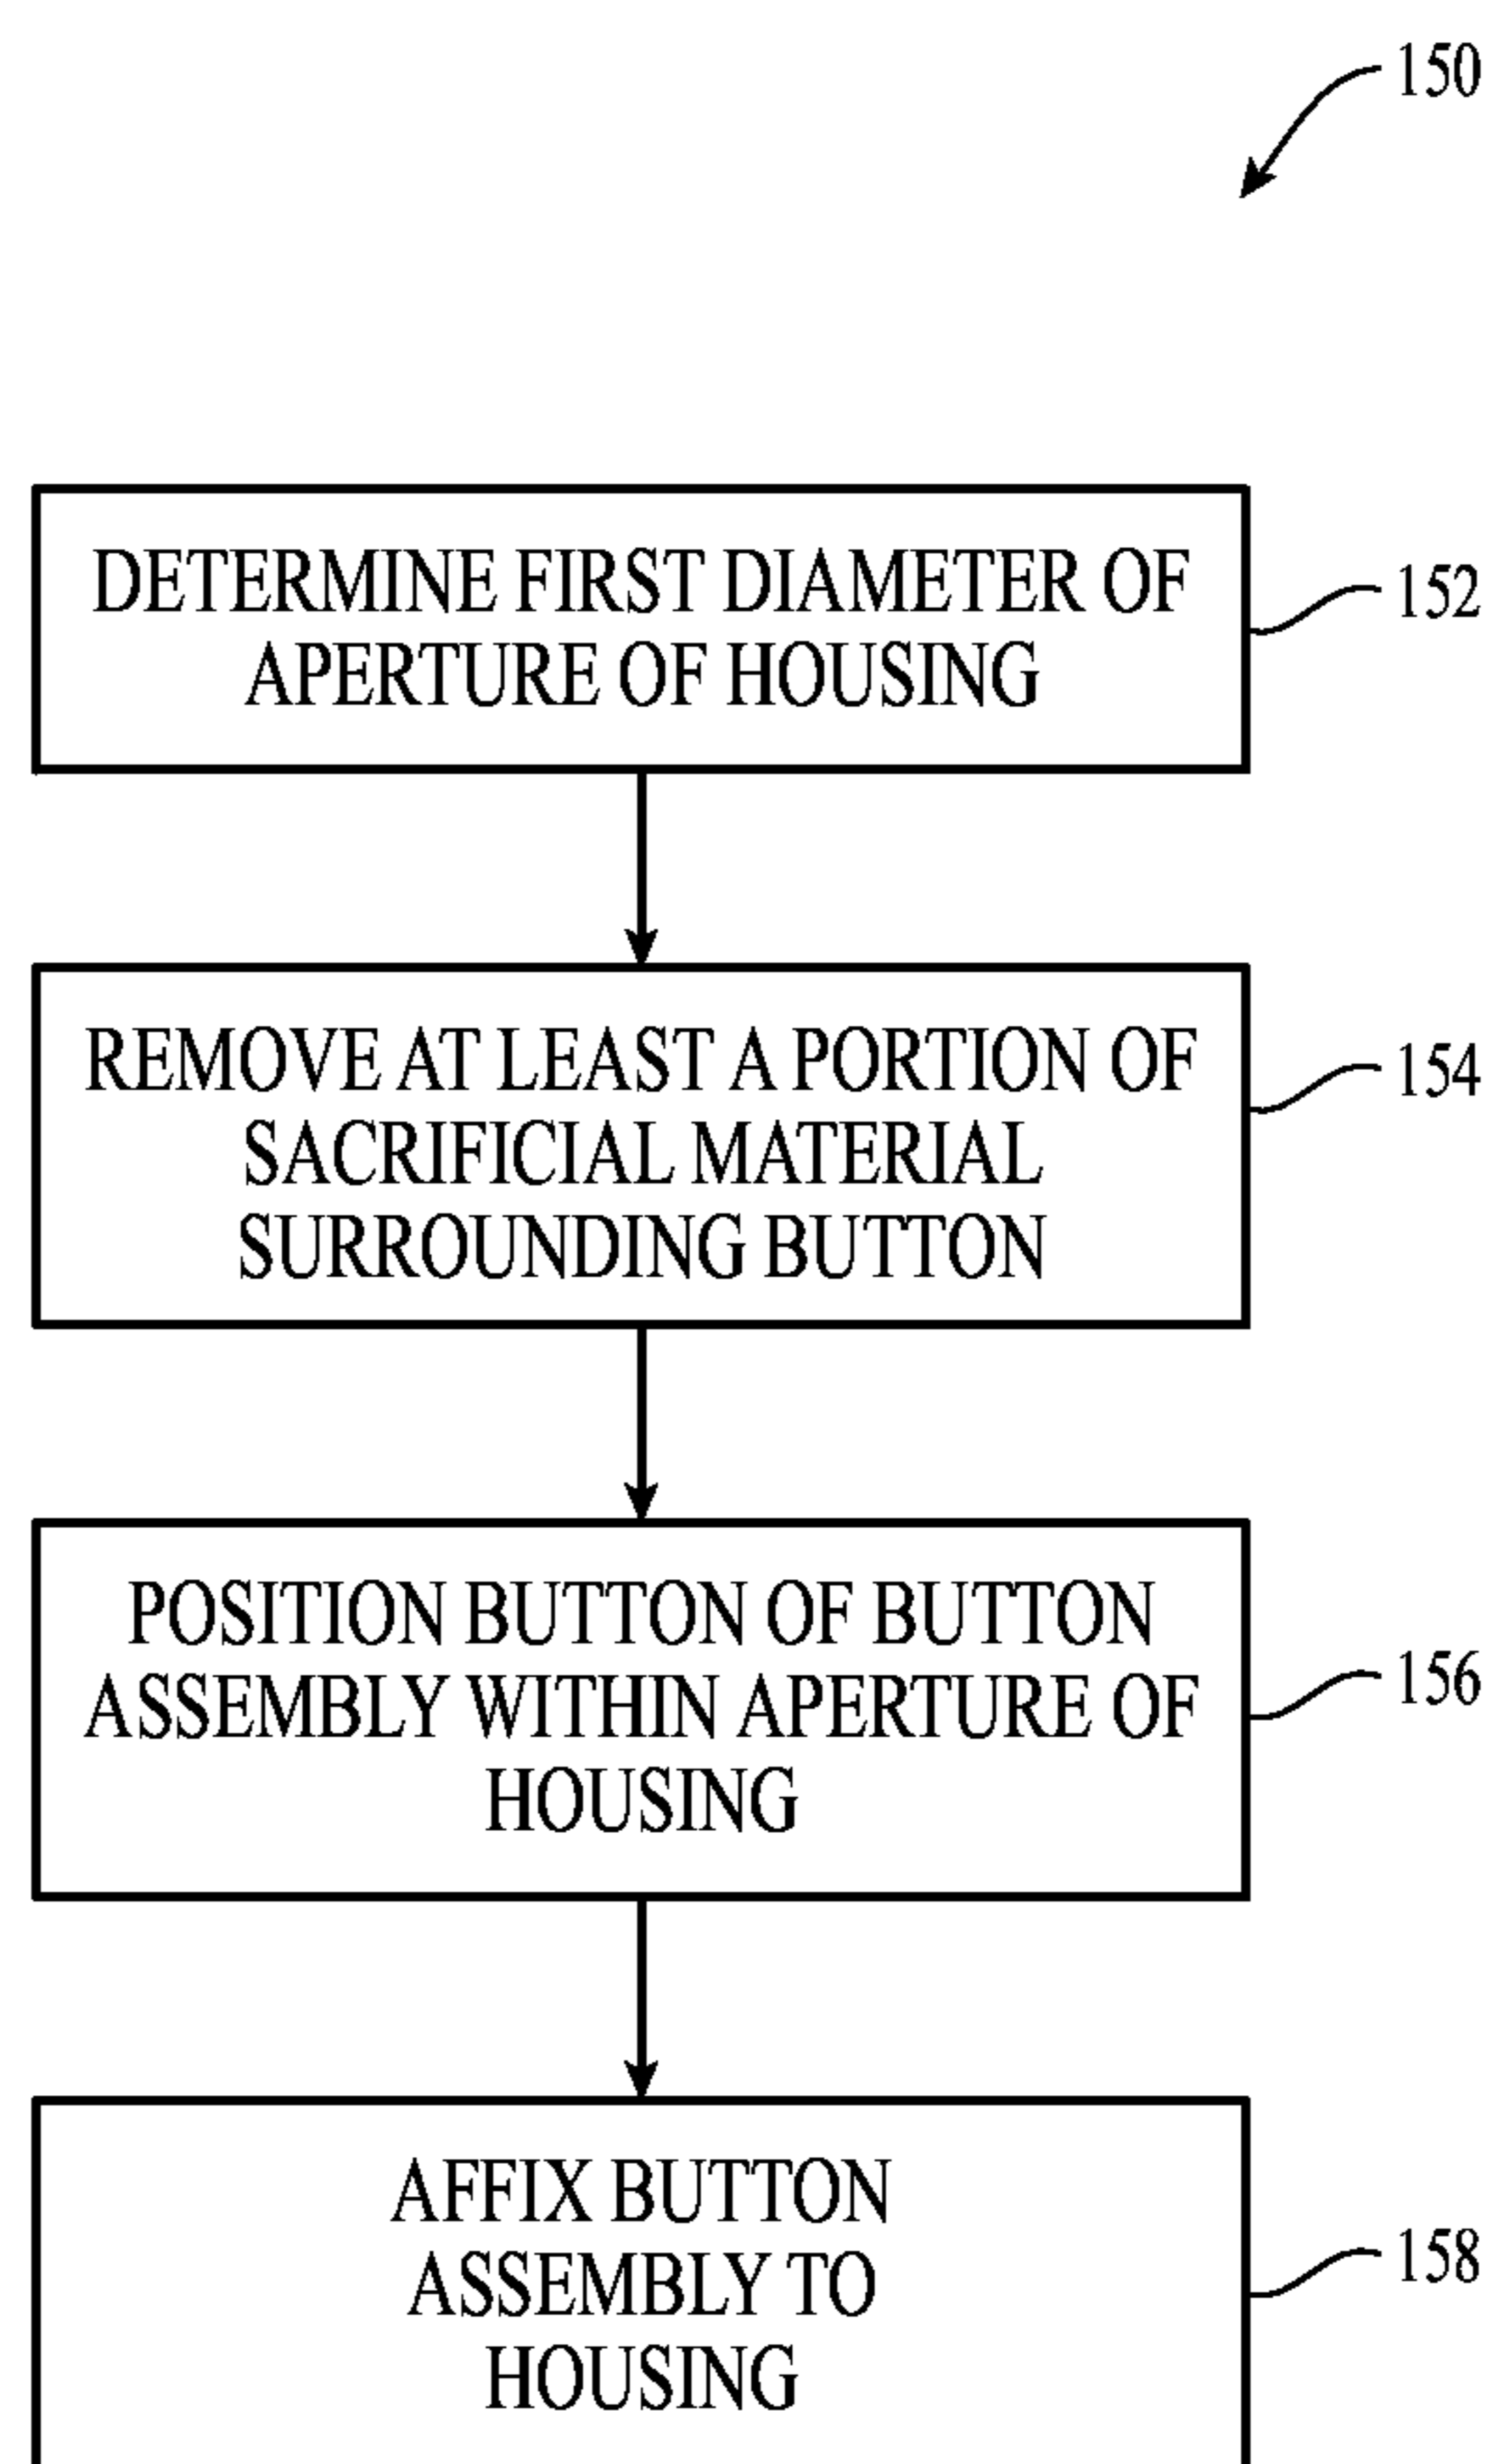 150
DETERMINE FIRST DIAMETER OF
APERTURE OF HOUSING
152
REMOVE AT LEAST A PORTION OF
SACRIFICIAL MATERIAL
SURROUNDING BUTTON
154
POSITION BUTTON OF BUTTON
ASSEMBLY WITHIN APERTURE OF
HOUSING
156
AFFIX BUTTON
ASSEMBLY TO
HOUSING
158